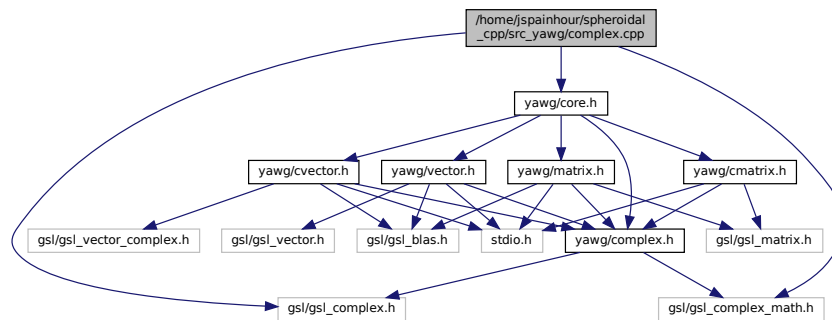 /home/jspainhour/spheroidal
_cpp/src_yawg/complex.cpp
yawg/core.h
yawg/cvector.h
yawg/vector.h
yawg/matrix.h
yawg/cmatrix.h
gsl/gsl_vector_complex.h
gsl/gsl_vector.h
gsl/gsl_blas.h
stdio.h
yawg/complex.h
gsl/gsl_matrix.h
gsl/gsl_complex.h
gsl/gsl_complex_math.h